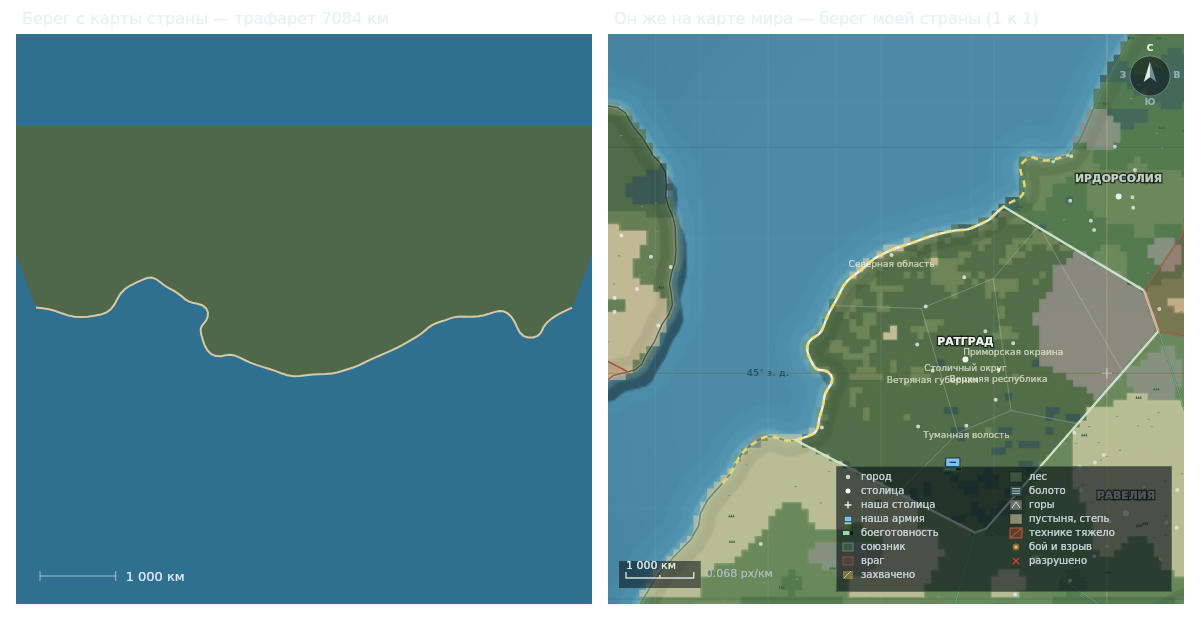 Берег с карты страны — трафарет 7084 км
Он же на карте мира — берег моей страны (1 к 1)
С
З
В
Ю
ИРДОРСОЛИЯ
Северная область
РАТГРАД
Приморская окраина
Столичный округ
45° з. д.
Ветряная губерния
республика
Туманная волость
РАВЕЛИЯ
город
столица
наша столица
наша армия
боеготовность
союзник
враг
захвачено
лес
болото
горы
пустыня, степь
технике тяжело
бой и взрыв
разрушено
1 000 км
0.068 px/км
1 000 км